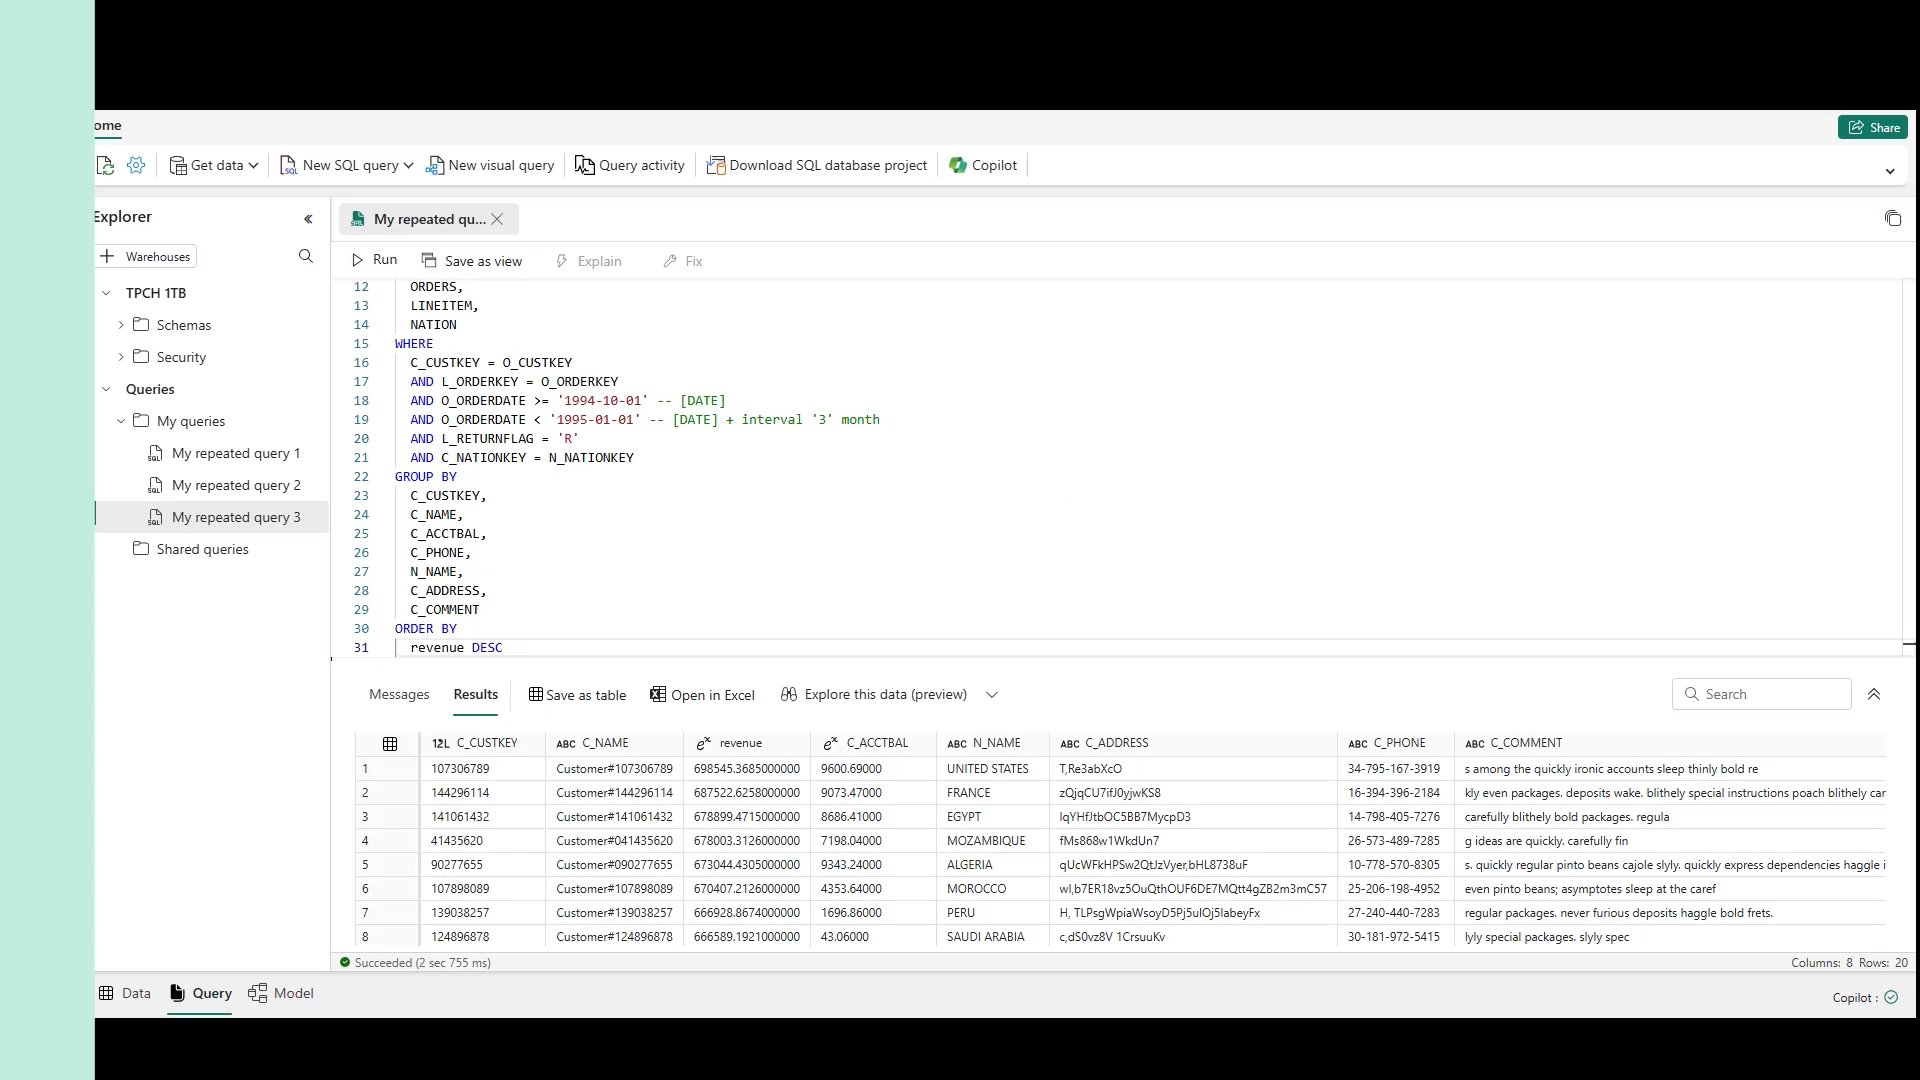 ome
Share
Get data
New SQL query
New visual query
Query activity
Download SQL database project
Copilot
Explorer
My repeated qu...
Warehouses
Run
Save as view
Explain
Fix
TPCH 1TB
Schemas
Security
Queries
My queries
My repeated query 1
My repeated query 2
My repeated query 3
Shared queries
12 ORDERS,
13 LINEITEM,
14 NATION
15 WHERE
16 C_CUSTKEY = O_CUSTKEY
17 AND L_ORDERKEY = O_ORDERKEY
18 AND O_ORDERDATE >= '1994-10-01' -- [DATE]
19 AND O_ORDERDATE < '1995-01-01' -- [DATE] + interval '3' month
20 AND L_RETURNFLAG = 'R'
21 AND C_NATIONKEY = N_NATIONKEY
22 GROUP BY
23 C_CUSTKEY,
24 C_NAME,
25 C_ACCTBAL,
26 C_PHONE,
27 N_NAME,
28 C_ADDRESS,
29 C_COMMENT
30 ORDER BY
31 revenue DESC
Messages Results Save as table Open in Excel Explore this data (preview) Search
12L C_CUSTKEY ABC C_NAME revenue C_ACCTBAL ABC N_NAME ABC C_ADDRESS ABC C_PHONE ABC C_COMMENT
1 107306789 Customer#107306789 698545.3685000000 9600.69000 UNITED STATES T,Re3abXcO 34-795-167-3919 s among the quickly ironic accounts sleep thinly bold re
2 144296114 Customer#144296114 687522.6258000000 9073.47000 FRANCE zQjqCU7ifJ0yjwKS8 16-394-396-2184 kly even packages. deposits wake. blithely special instructions poach blithely car
3 141061432 Customer#141061432 678899.4715000000 8686.41000 EGYPT 14-798-405-7276 carefully blithely bold packages. regula
4 41435620 Customer#041435620 678003.3126000000 7198.04000 MOZAMBIQUE fMs868w1WkdUn7 26-573-489-7285 g ideas are quickly. carefully fin
5 90277655 Customer#090277655 673044.4305000000 9343.24000 ALGERIA qUcWFkHPSw2QtJzVyer,bHL8738uF 10-778-570-8305 s. quickly regular pinto beans cajole slyly. quickly express dependencies haggle i
6 107898089 Customer#107898089 670407.2126000000 4353.64000 MOROCCO 25-206-198-4952 even pinto beans; asymptotes sleep at the caref
7 139038257 Customer#139038257 666928.8674000000 1696.86000 PERU 27-240-440-7283 regular packages. never furious deposits haggle bold frets.
8 124896878 Customer#124896878 666589.1921000000 43.06000 SAUDI ARABIA c,dS0vz8V 1CrsuuKv 30-181-972-5415 lyly special packages. slyly spec
Succeeded (2 sec 755 ms)
Columns: 8 Rows: 20
Data Query Model
Copilot :